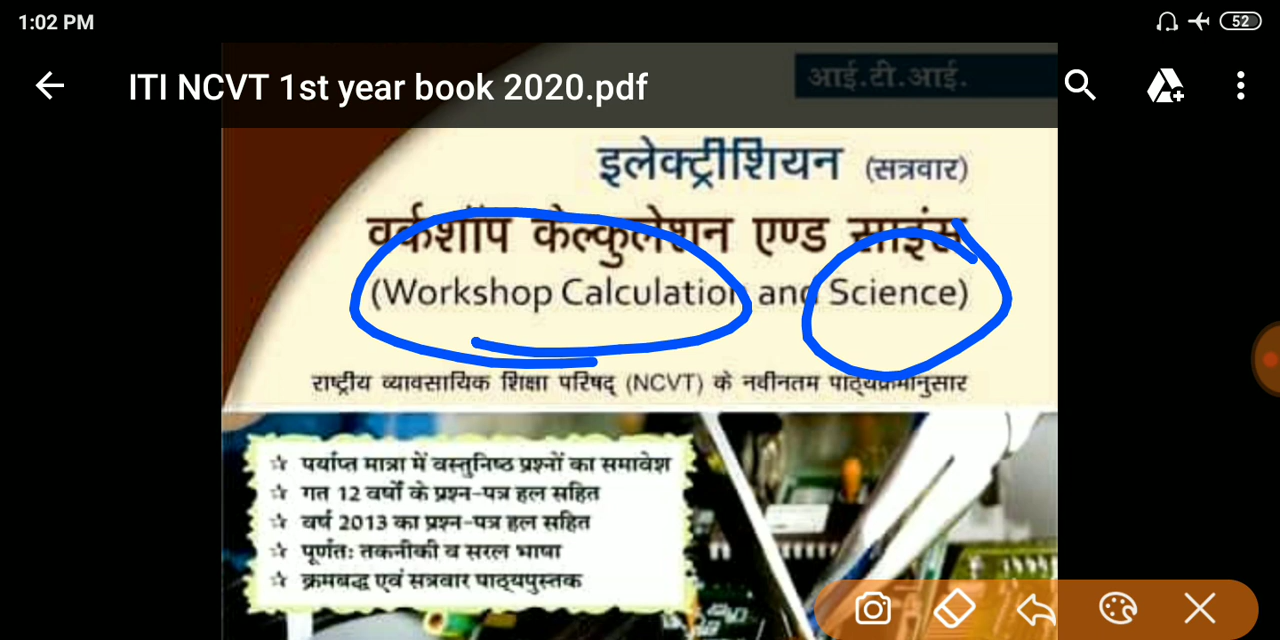 1:02 PM
52
ITI NCVT 1st year book 2020.pdf
आई.टी.आई.
इलेक्ट्रीशियन (सत्रवार)
वर्कशॉप केल्कुलेशन एण्ड साइंस
(Workshop Calculation and Science)
राष्ट्रीय व्यावसायिक शिक्षा परिषद् (NCVT) के नवीनतम पाठ्यक्रमानुसार
☆ पर्याप्त मात्रा में वस्तुनिष्ठ प्रश्नों का समावेश
☆ गत 12 वर्षों के प्रश्न-पत्र हल सहित
☆ वर्ष 2013 का प्रश्न-पत्र हल सहित
☆ पूर्णतः तकनीकी व सरल भाषा
☆ क्रमबद्ध एवं सत्रवार पाठ्यपुस्तक